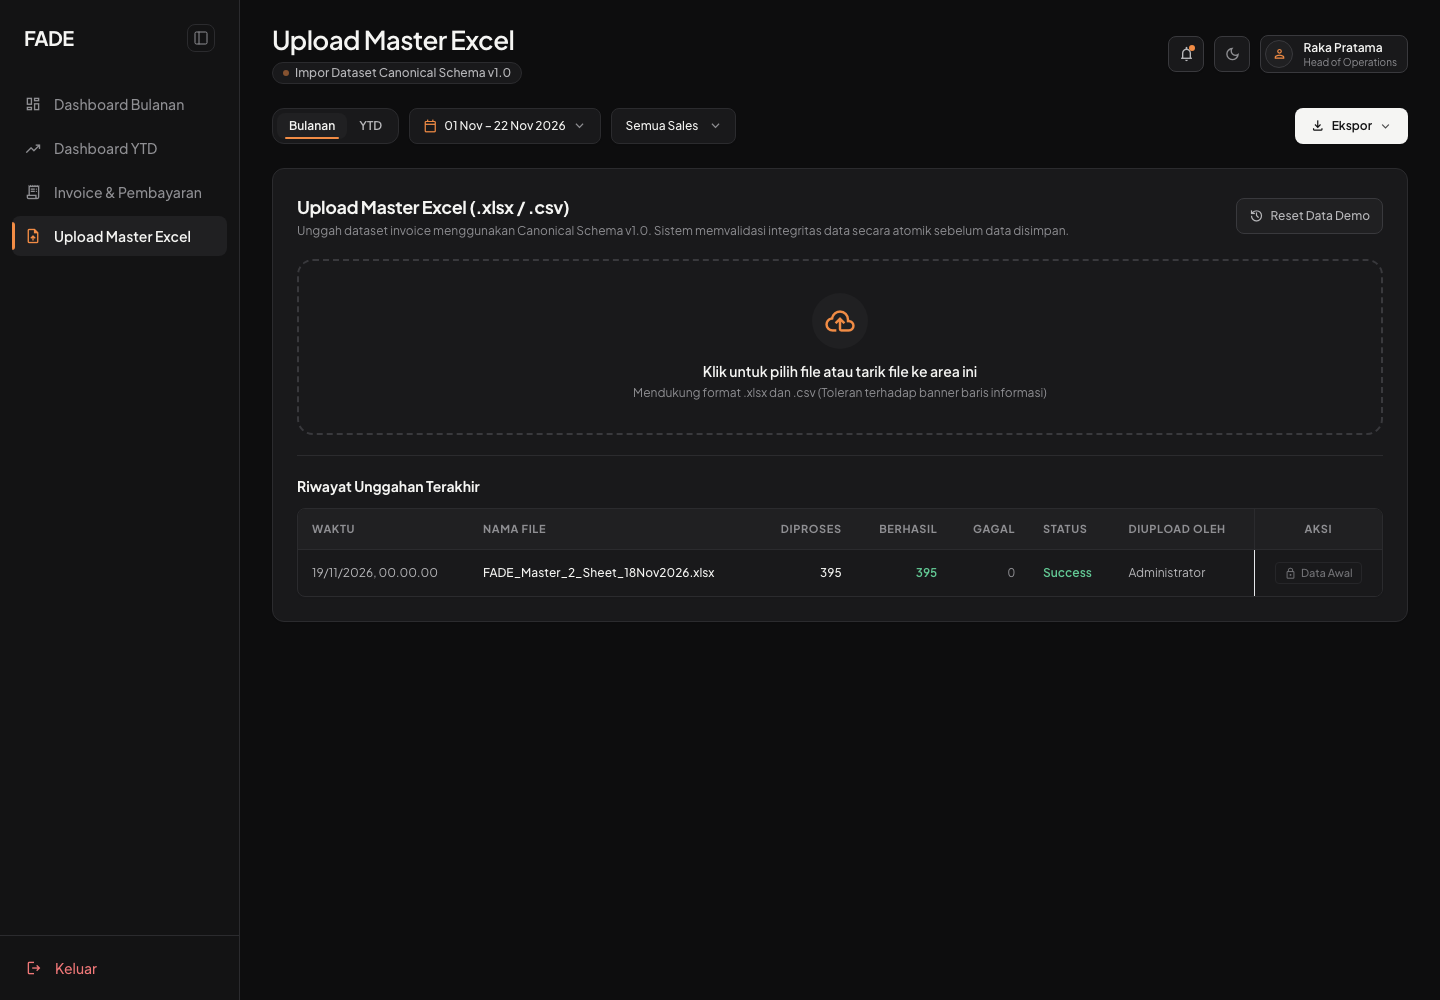 FADE
Dashboard Bulanan
Dashboard YTD
Invoice & Pembayaran
Upload Master Excel
Keluar
Upload Master Excel
Impor Dataset Canonical Schema v1.0
Raka Pratama
Head of Operations
Bulanan YTD 01 Nov – 22 Nov 2026 Semua Sales Ekspor
Upload Master Excel (.xlsx / .csv)
Unggah dataset invoice menggunakan Canonical Schema v1.0. Sistem memvalidasi integritas data secara atomik sebelum data disimpan.
Reset Data Demo
Klik untuk pilih file atau tarik file ke area ini
Mendukung format .xlsx dan .csv (Toleran terhadap banner baris informasi)
Riwayat Unggahan Terakhir
WAKTU NAMA FILE DIPROSES BERHASIL GAGAL STATUS DIUPLOAD OLEH AKSI
19/11/2026, 00.00.00 FADE_Master_2_Sheet_18Nov2026.xlsx 395 395 0 Success Administrator Data Awal